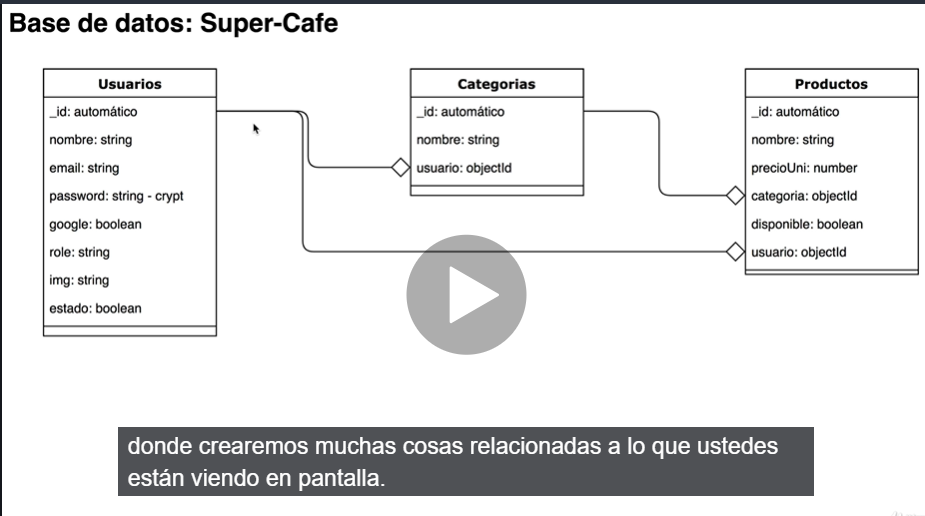 Base de datos: Super-Cafe
Usuarios
_id: automático
nombre: string
email: string
password: string - crypt
google: boolean
role: string
img: string
estado: boolean
Categorias
_id: automático
nombre: string
usuario: objectId
Productos
_id: automático
nombre: string
precioUni: number
categoria: objectId
disponible: boolean
usuario: objectId
donde crearemos muchas cosas relacionadas a lo que ustedes
están viendo en pantalla.